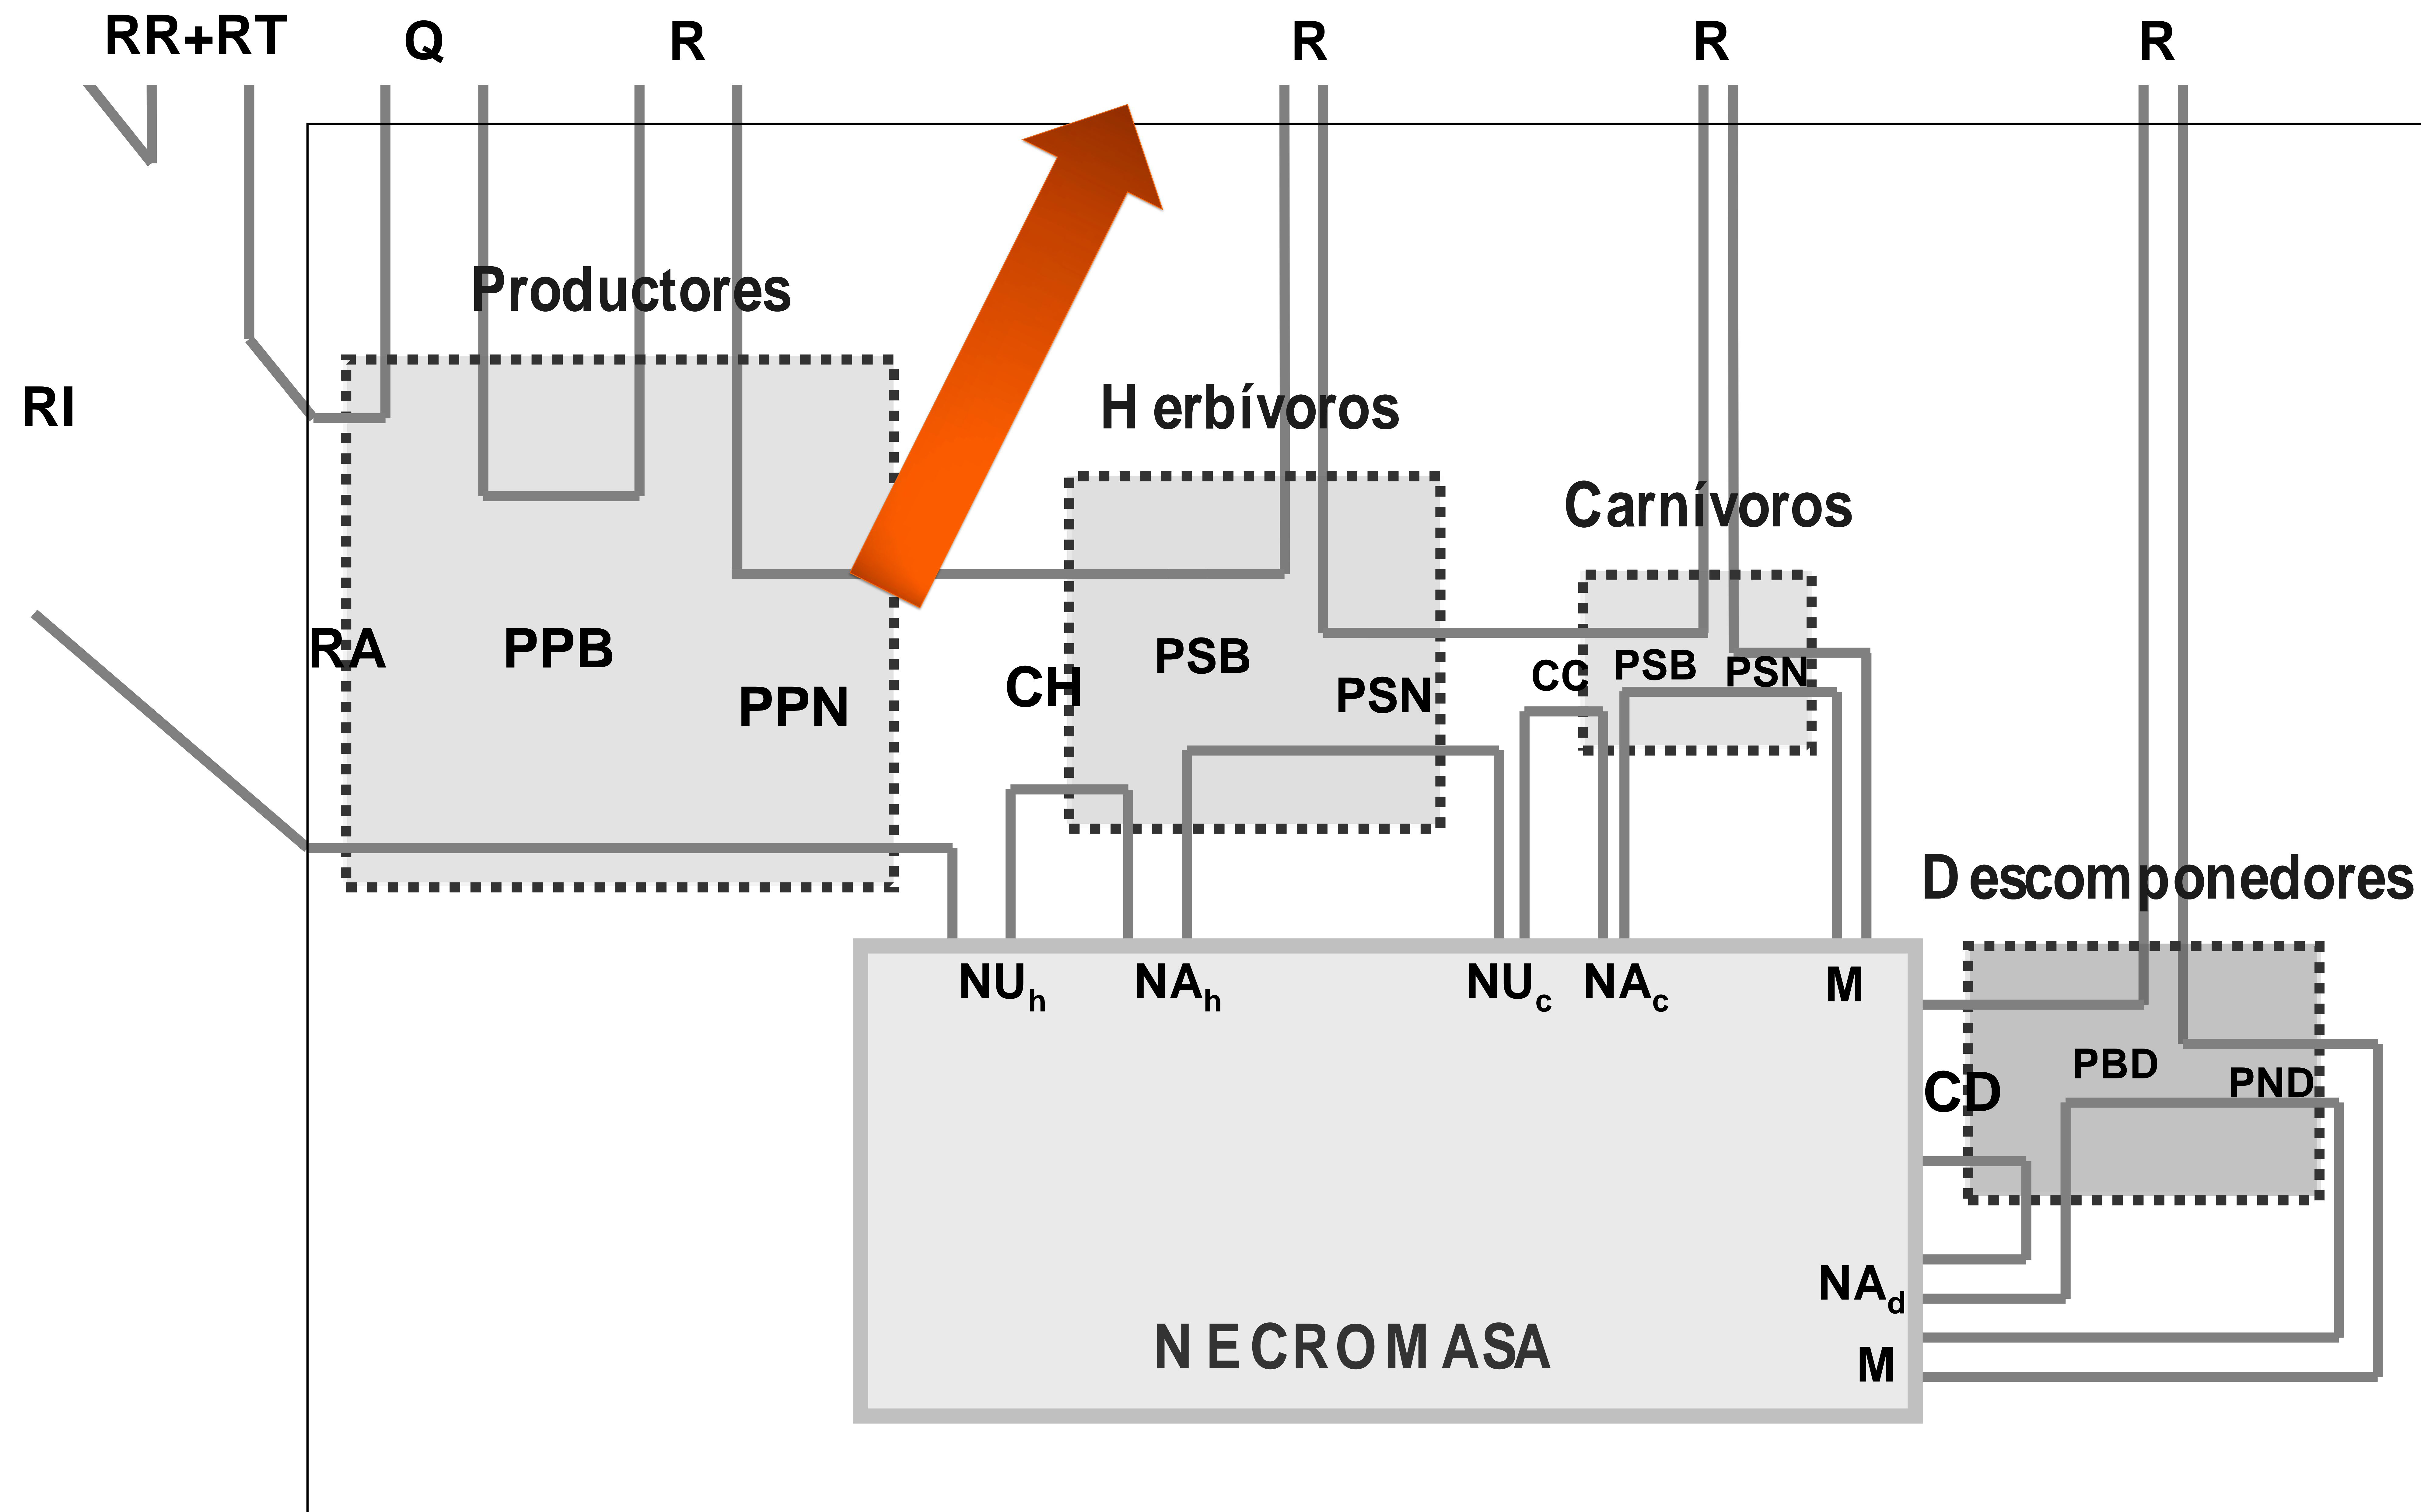 RR+RT Q R R R R
Productores
RI
Herbívoros
Carnívoros
RA PPB PSB CC PSB PSN
PPN CH PSN
Descomponedores
NUh NAh NUc NAc M
PBD
CD PND
NAd
NECROMASA
M